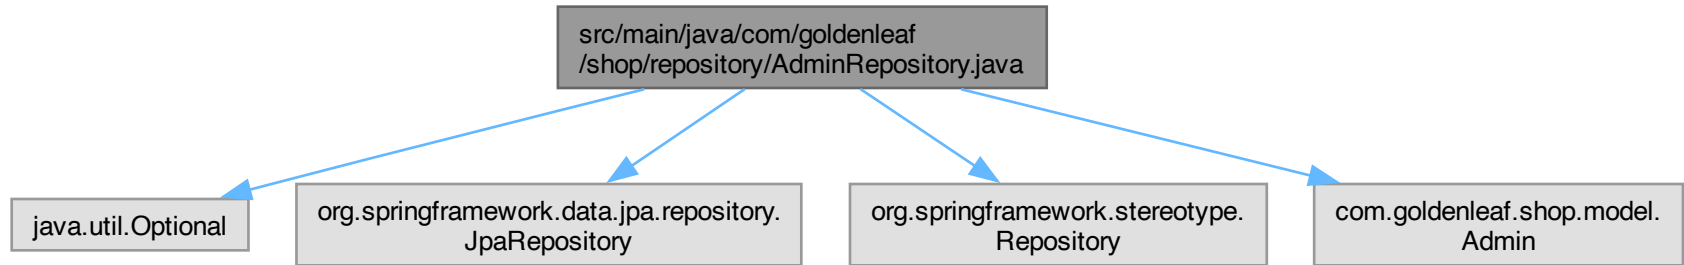 src/main/java/com/goldenleaf
/shop/repository/AdminRepository.java
java.util.Optional
org.springframework.data.jpa.repository.
JpaRepository
org.springframework.stereotype.
Repository
com.goldenleaf.shop.model.
Admin